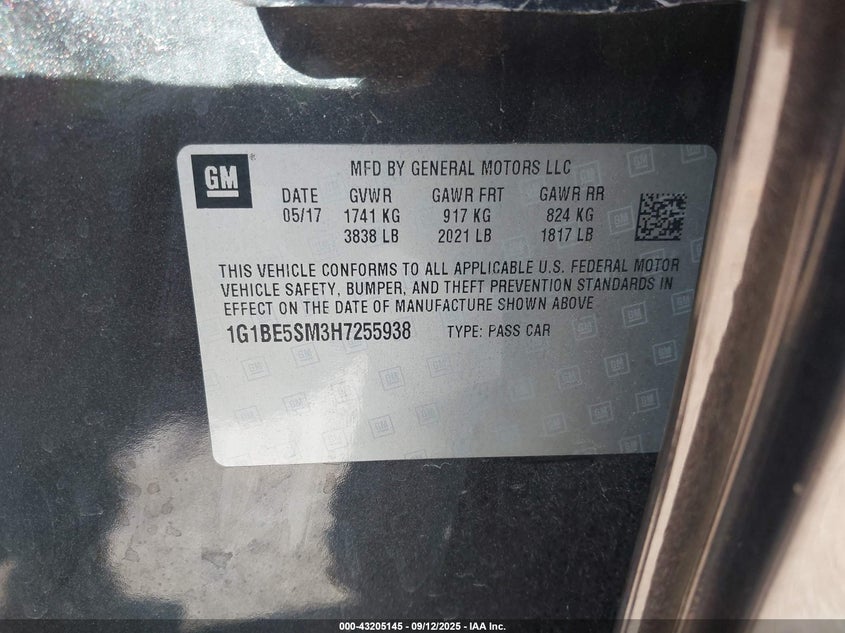 GM ® MFD BY GENERAL MOTORS LLC
DATE GVWR GAWR FRT GAWR RR
05/17 1741 KG 917 KG 824 KG
3838 LB 2021 LB 1817 LB
THIS VEHICLE CONFORMS TO ALL APPLICABLE U.S. FEDERAL MOTOR
VEHICLE SAFETY, BUMPER, AND THEFT PREVENTION STANDARDS IN
EFFECT ON THE DATE OF MANUFACTURE SHOWN ABOVE
1G1BE5SM3H7255938 TYPE: PASS CAR
000-43205145 - 09/12/2025 - IAA Inc.